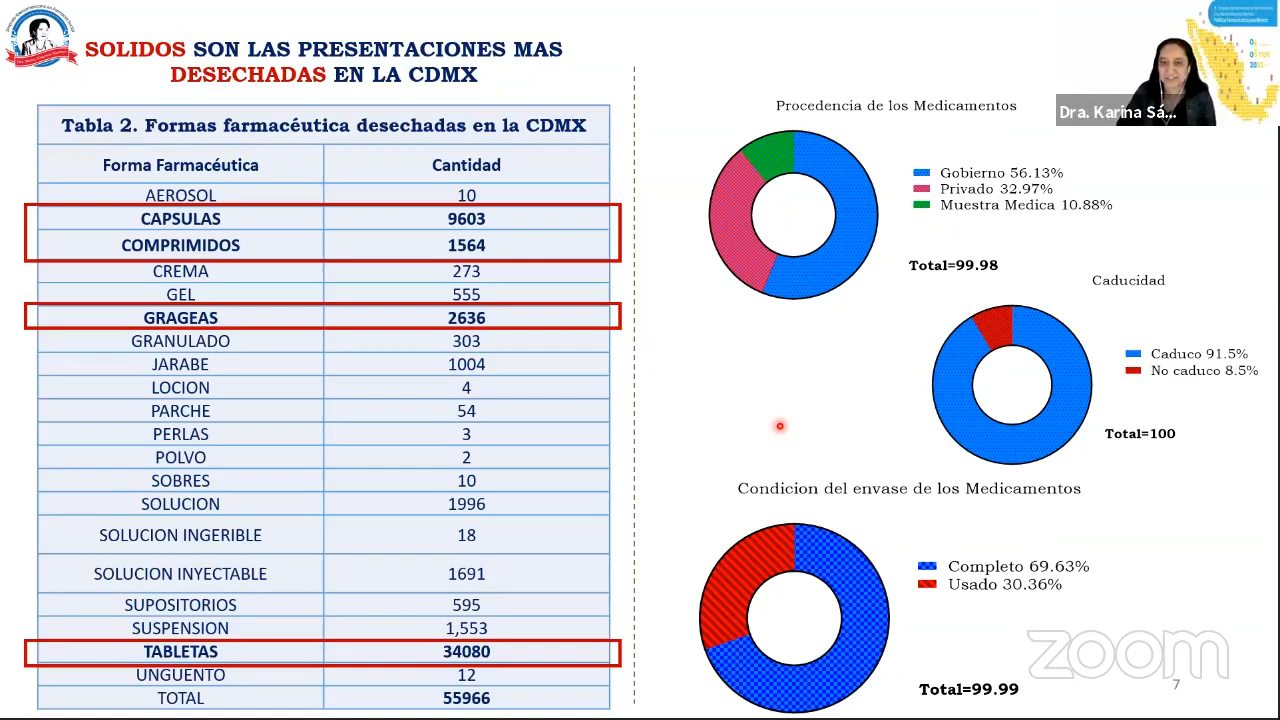 SOLIDOS SON LAS PRESENTACIONES MAS
DESECHADAS EN LA CDMX
Tabla 2. Formas farmacéutica desechadas en la CDMX
Forma Farmacéutica Cantidad
AEROSOL 10
CAPSULAS 9603
COMPRIMIDOS 1564
CREMA 273
GEL 555
GRAGEAS 2636
GRANULADO 303
JARABE 1004
LOCION 4
PARCHE 54
PERLAS 3
POLVO 2
SOBRES 10
SOLUCION 1996
SOLUCION INGERIBLE 18
SOLUCION INYECTABLE 1691
SUPOSITORIOS 595
SUSPENSION 1,553
TABLETAS 34080
UNGUENTO 12
TOTAL 55966
Procedencia de los Medicamentos
Gobierno 56.13%
Privado 32.97%
Muestra Medica 10.88%
Total=99.98
Caducidad
Caduco 91.5%
No caduco 8.5%
Total=100
Condicion del envase de los Medicamentos
Completo 69.63%
Usado 30.36%
Total=99.99
Dra. Karina Sá...
zoom
7